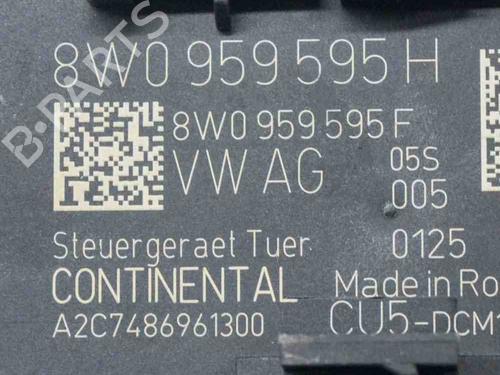 8W0 959 595 H
8W0 959 595 F
VW AG
05S
005
Steuergeraet Tuer
0125
CONTINENTAL
Made in Ro
A2C7486961300
CU5-DCM1
B-PARTS